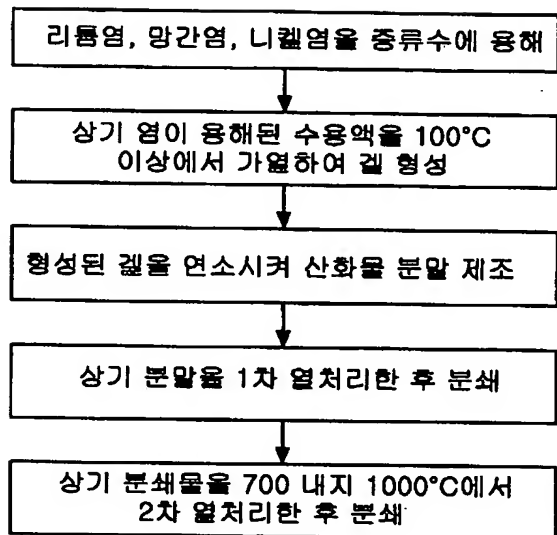 리튬염, 망간염, 니켈염을 증류수에 용해
상기 염이 용해된 수용액을 100°C
이상에서 가열하여 겔 형성
형성된 겔을 연소시켜 산화물 분말 제조
상기 분말을 1차 열처리한 후 분쇄
상기 분쇄물을 700 내지 1000°C에서
2차 열처리한 후 분쇄